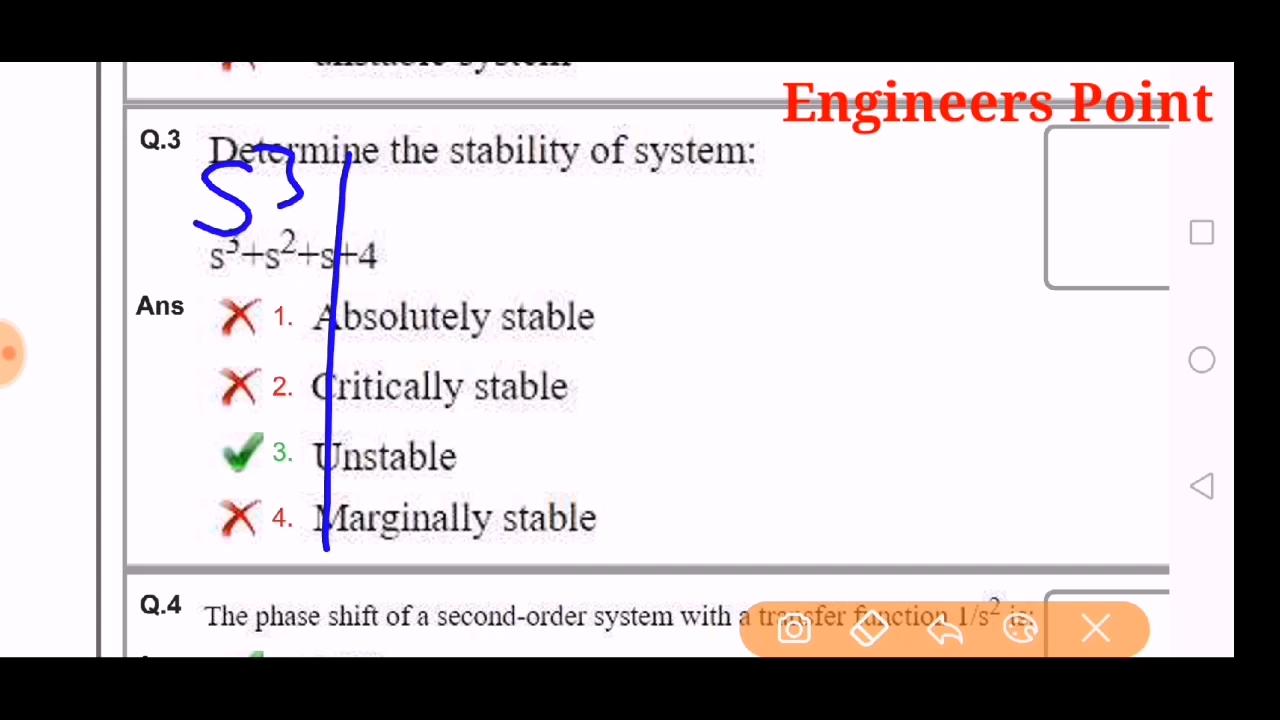 unstable system
Engineers Point
Q.3 Determine the stability of system:
S3
s³+s²+s+4
Ans
1. Absolutely stable
2. Critically stable
3. Unstable
4. Marginally stable
Q.4 The phase shift of a second-order system with a transfer function 1/s² is: